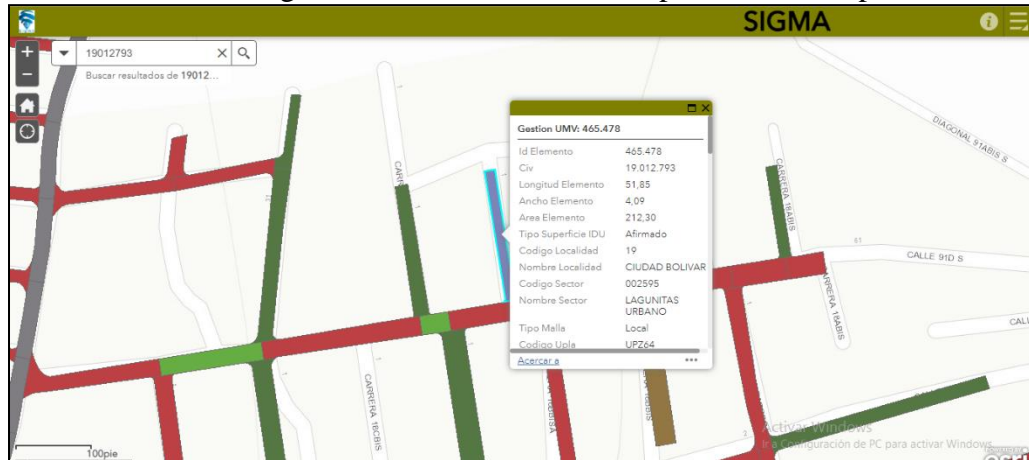 SIGMA
19012793
Buscar resultados de 19012...
Gestion UMV: 465.478
Id Elemento 465.478
Civ 19.012.793
Longitud Elemento 51,85
Ancho Elemento 4,09
Area Elemento 212,30
Tipo Superficie IDU Afirmado
Codigo Localidad 19
Nombre Localidad CIUDAD BOLIVAR
Codigo Sector 002595
Nombre Sector LAGUNITAS
URBANO
Tipo Malla Local
Codigo Upla UPZ64
Acercar a
DIAGONAL 91ABIS S
CARRERA 18ABIS
61
CALLE 91D S
CARRERA 18BCBIS
100pie
Activar Windows
Ir a Configuración de PC para activar Windows.
esri